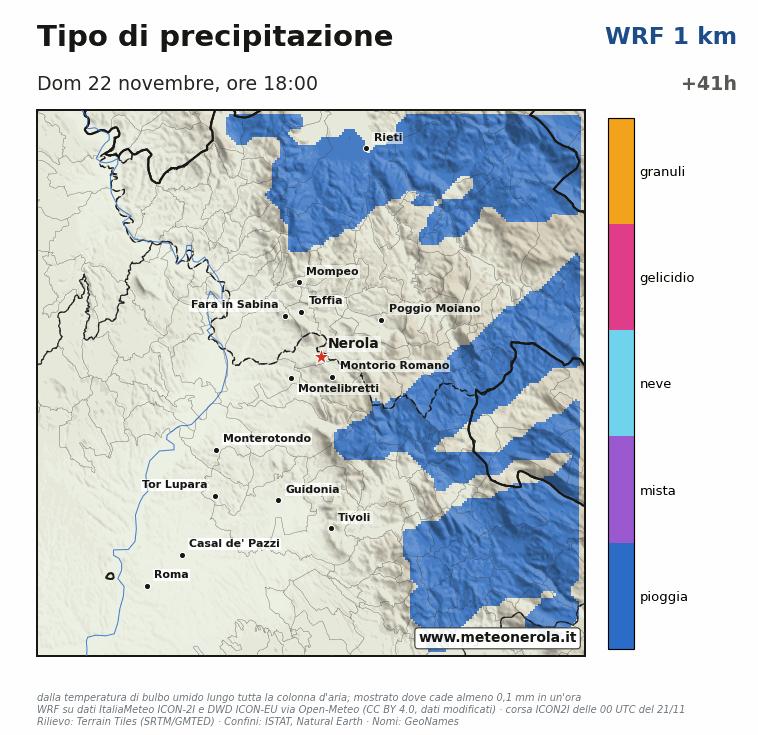 Tipo di precipitazione
WRF 1 km
Dom 22 novembre, ore 18:00
+41h
Rieti
granuli
gelicidio
Mompeo
Toffia
Fara in Sabina
Poggio Moiano
Nerola
Montorio Romano
Montelibretti
neve
Monterotondo
Tor Lupara
Guidonia
mista
Tivoli
Casal de' Pazzi
Roma
pioggia
www.meteonerola.it
dalla temperatura di bulbo umido lungo tutta la colonna d'aria; mostrato dove cade almeno 0,1 mm in un'ora
WRF su dati ItaliaMeteo ICON-2I e DWD ICON-EU via Open-Meteo (CC BY 4.0, dati modificati) · corsa ICON2I delle 00 UTC del 21/11
Rilievo: Terrain Tiles (SRTM/GMTED) · Confini: ISTAT, Natural Earth · Nomi: GeoNames